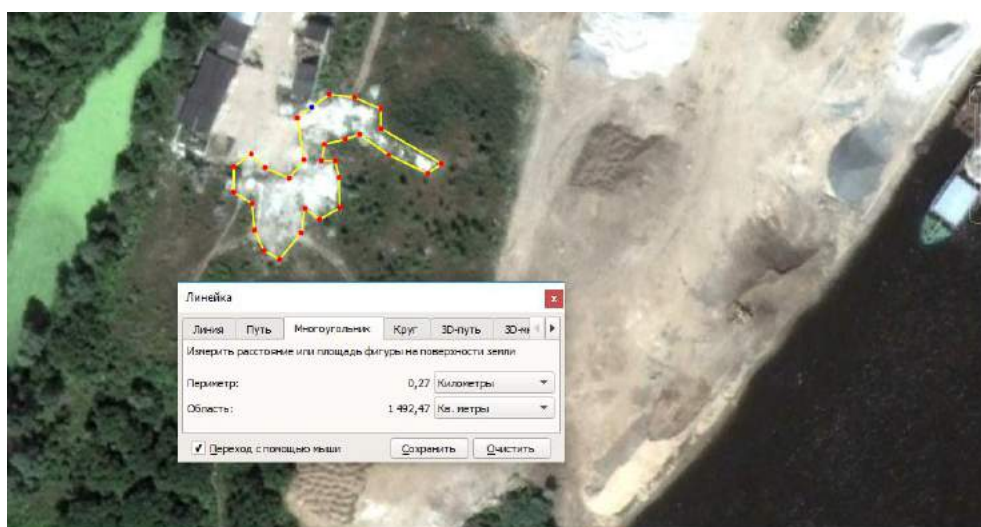 Линейка
Линия Путь Многоугольник Круг 3D-путь
Измерить расстояние или площадь фигуры на поверхности земли
Периметр: 0,27 Километры
Область: 1 492,47 Кв. метры
Переход с помощью мыши Сохранить Очистить